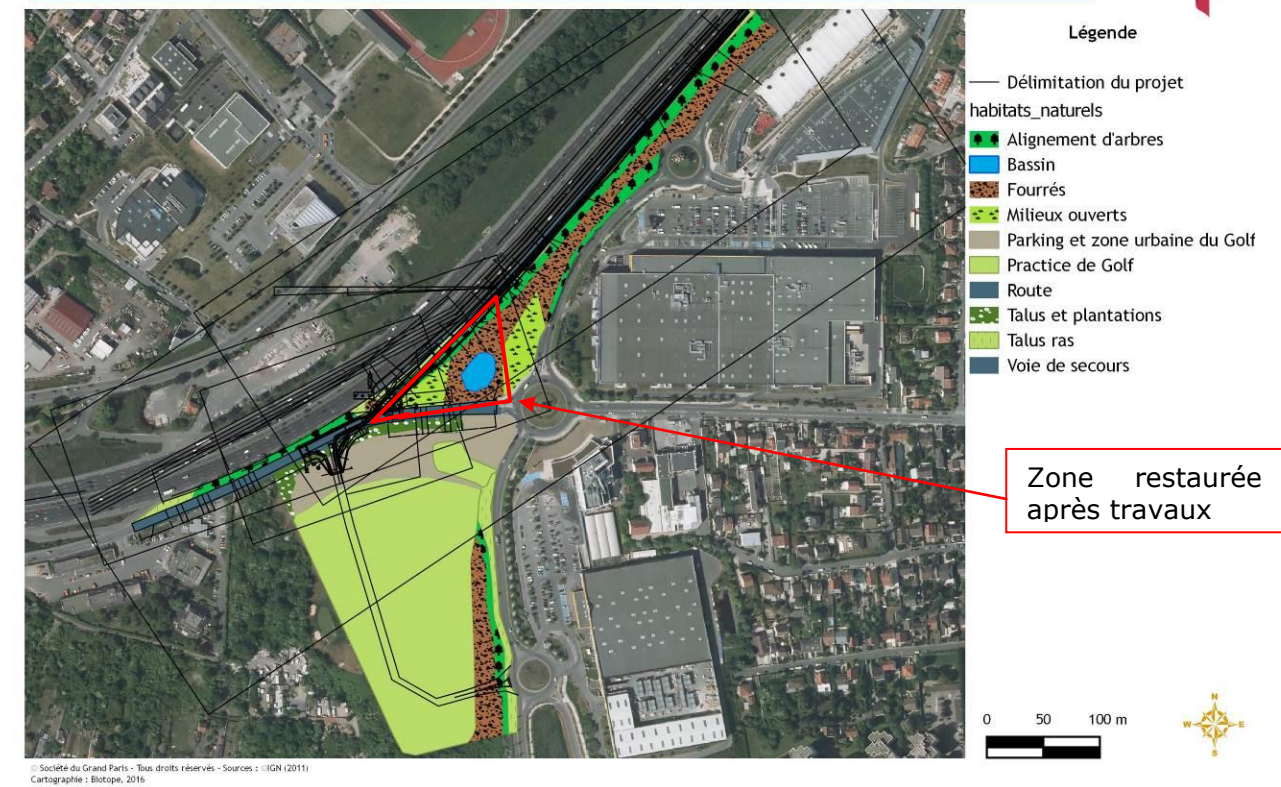 Légende
Délimitation du projet
habitats_naturels
Alignement d'arbres
Bassin
Fourrés
Milieux ouverts
Parking et zone urbaine du Golf
Practice de Golf
Route
Talus et plantations
Talus ras
Voie de secours
Zone restaurée
après travaux
0 50 100 m
N
W E
S
© Société du Grand Paris - Tous droits réservés - Sources : ©IGN (2011)
Cartographie : Biotope, 2016